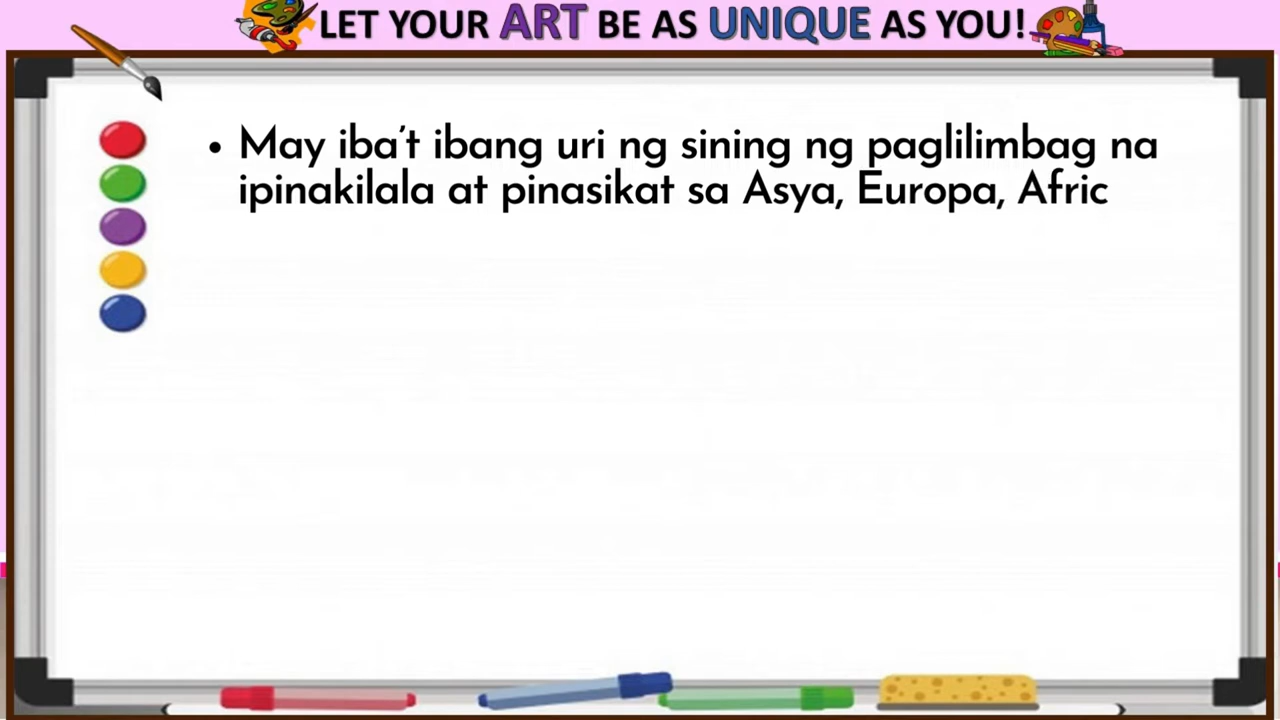 LET YOUR ART BE AS UNIQUE AS YOU!
• May iba't ibang uri ng sining ng paglilimbag na
ipinakilala at pinasikat sa Asya, Europa, Afric